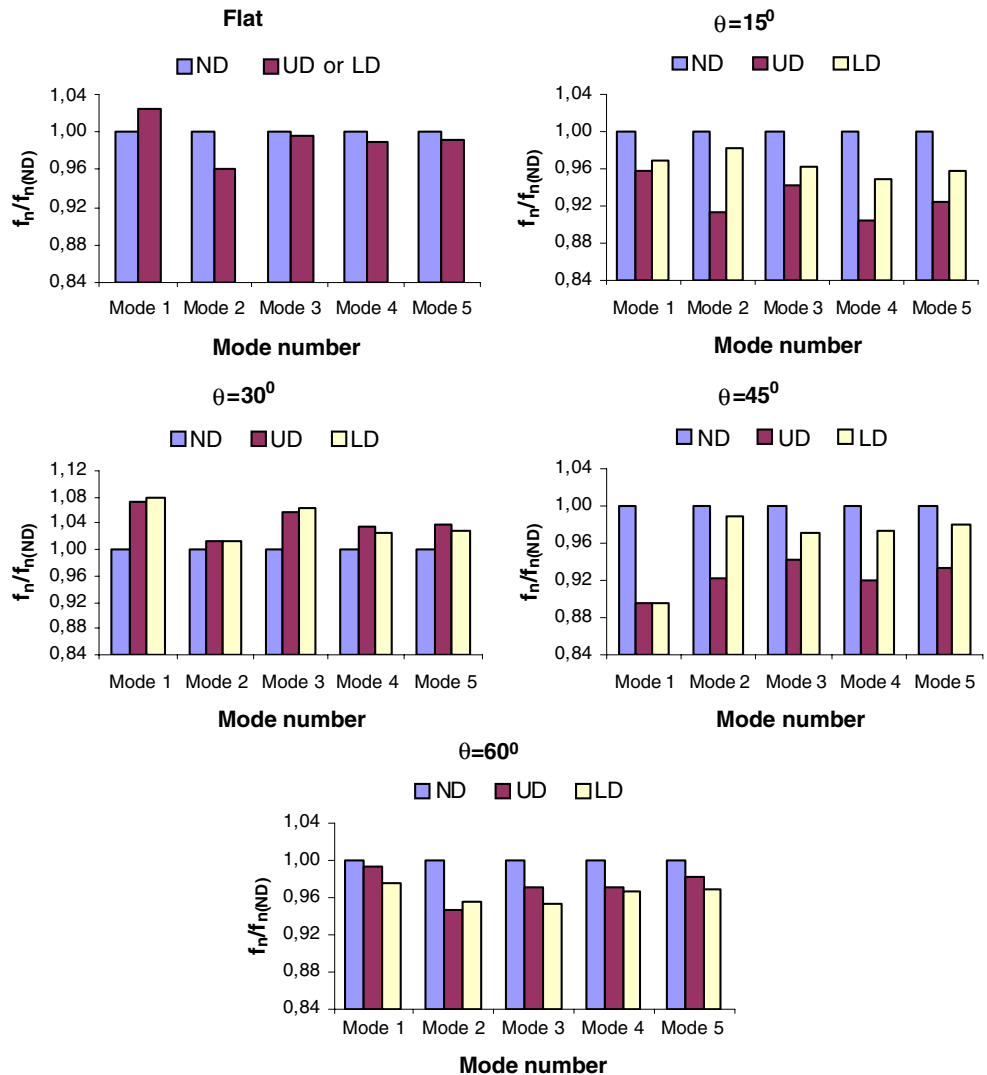 Flat
ND UD or LD
1,04
1,00
0,96
0,92
0,88
0,84
fn/fn(ND)
Mode 1 Mode 2 Mode 3 Mode 4 Mode 5
Mode number
θ=15⁰
ND UD LD
1,04
1,00
0,96
0,92
0,88
0,84
fn/fn(ND)
Mode 1 Mode 2 Mode 3 Mode 4 Mode 5
Mode number
θ=30⁰
ND UD LD
1,12
1,08
1,04
1,00
0,96
0,92
0,88
0,84
fn/fn(ND)
Mode 1 Mode 2 Mode 3 Mode 4 Mode 5
Mode number
θ=45⁰
ND UD LD
1,04
1,00
0,96
0,92
0,88
0,84
fn/fn(ND)
Mode 1 Mode 2 Mode 3 Mode 4 Mode 5
Mode number
θ=60⁰
ND UD LD
1,04
1,00
0,96
0,92
0,88
0,84
fn/fn(ND)
Mode 1 Mode 2 Mode 3 Mode 4 Mode 5
Mode number